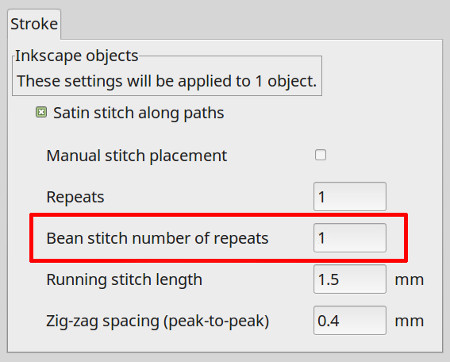 Stroke
Inkscape objects
These settings will be applied to 1 object.
Satin stitch along paths
Manual stitch placement
Repeats 1
Bean stitch number of repeats 1
Running stitch length 1.5 mm
Zig-zag spacing (peak-to-peak) 0.4 mm